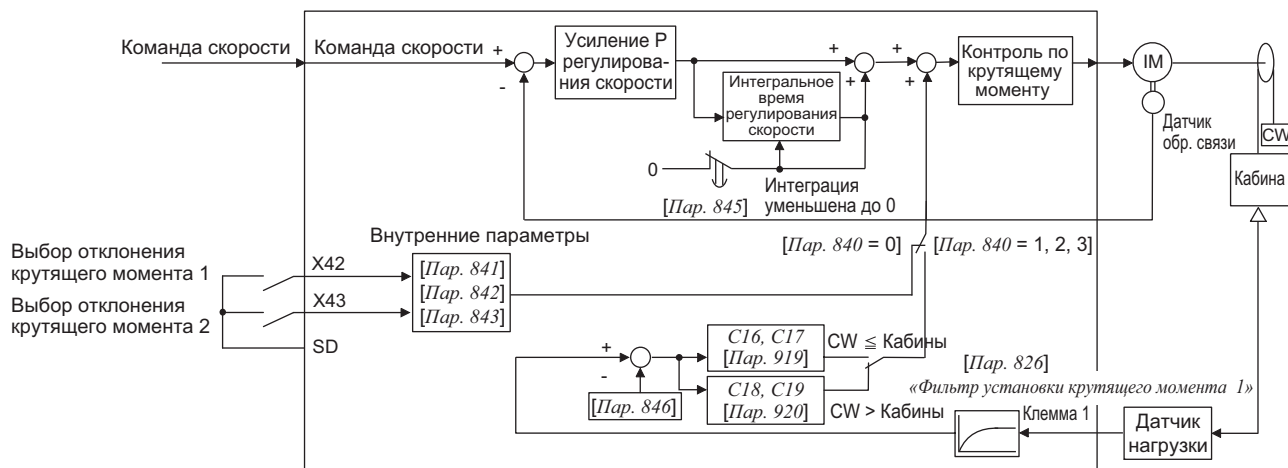 Команда скорости
Команда скорости
+
-
Усиление P
регулирова-
ния скорости
Интегральное
время
регулирования
скорости
+
+
+
+
Контроль по
крутящему
моменту
IM
Датчик
обр. связи
CW
Кабина
0
[Пар. 845]
Интеграция
уменьшена до 0
[Пар. 840 = 0]
[Пар. 840 = 1, 2, 3]
Выбор отклонения
крутящего момента 1
Выбор отклонения
крутящего момента 2
X42
X43
SD
Внутренние параметры
[Пар. 841]
[Пар. 842]
[Пар. 843]
+
-
[Пар. 846]
C16, C17
[Пар. 919]
C18, C19
[Пар. 920]
CW ≦ Кабины
CW > Кабины
[Пар. 826]
«Фильтр установки крутящего момента 1»
Клемма 1
Датчик
нагрузки